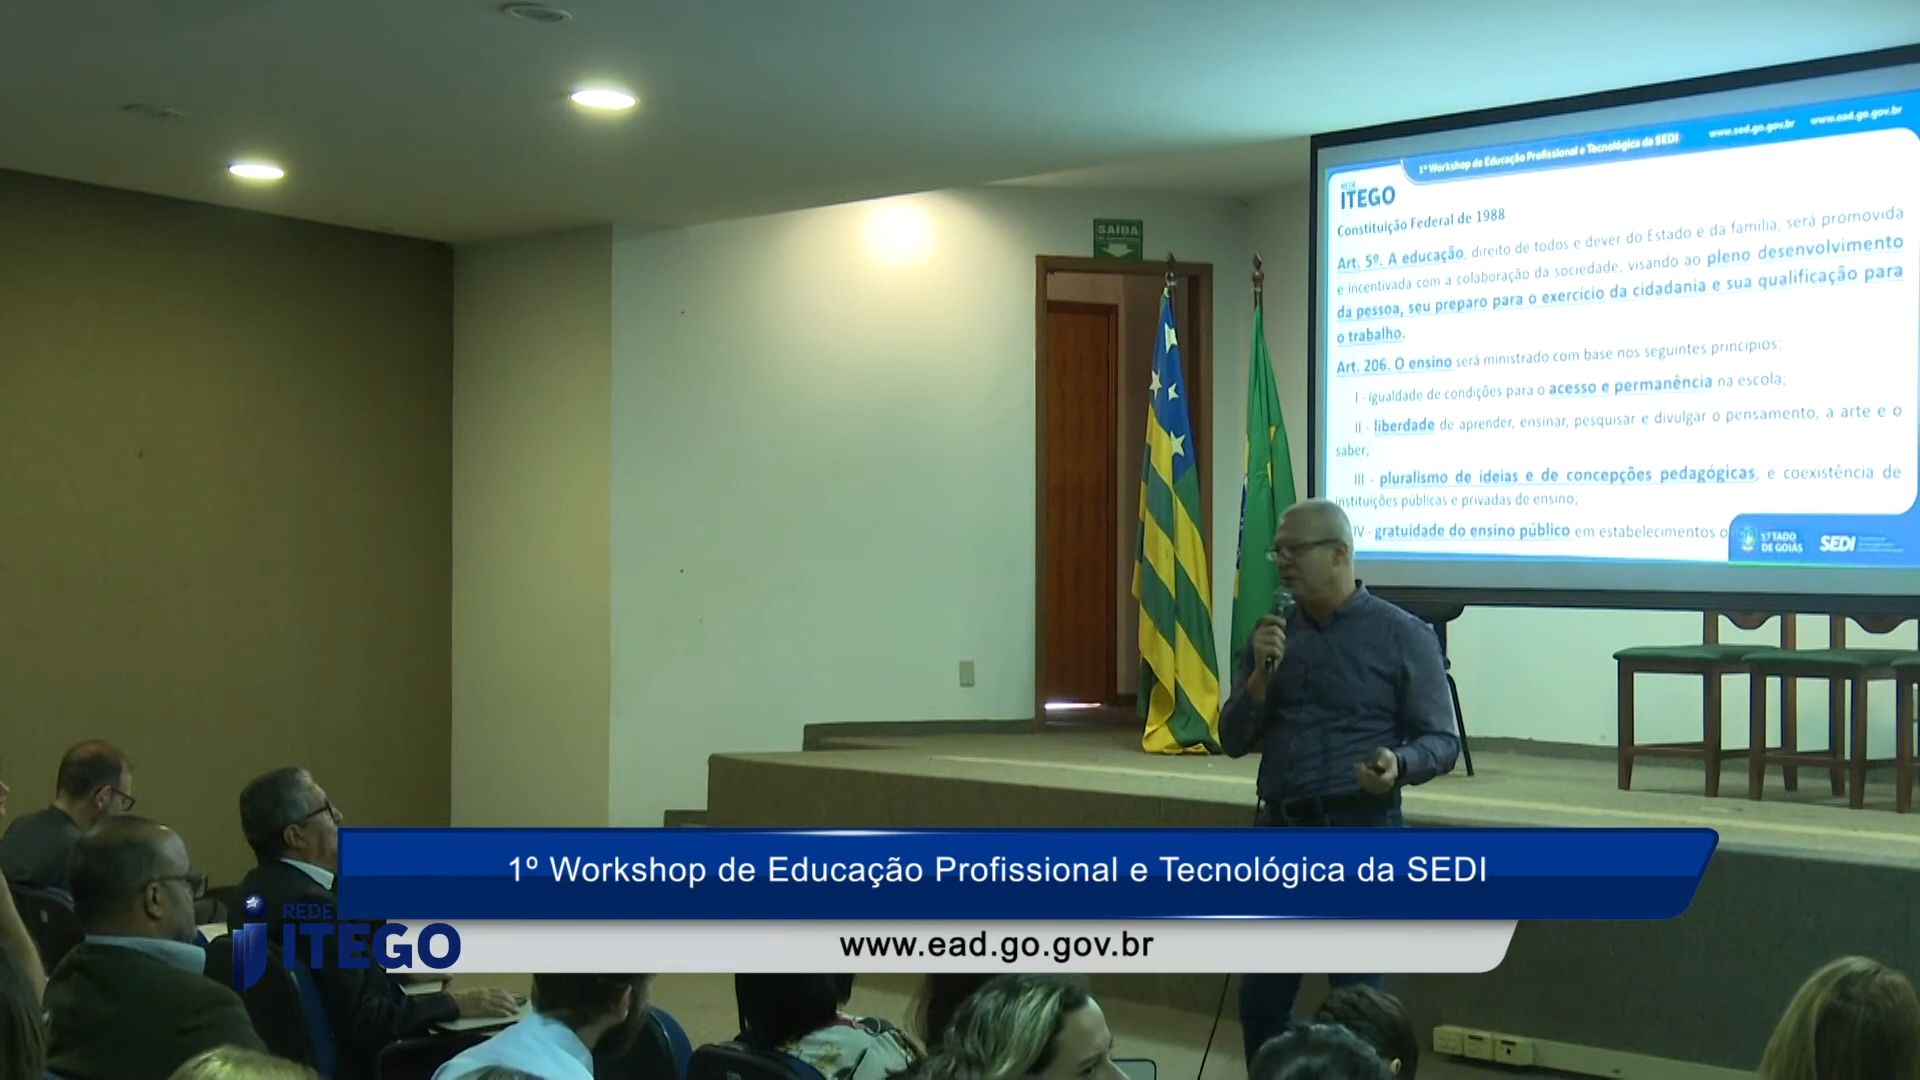 SAÍDA
www.sed.go.gov.br www.ead.go.gov.br
1º Workshop de Educação Profissional e Tecnológica da SEDI
REDE
ITEGO
Constituição Federal de 1988
Art. 5º. A educação, direito de todos e dever do Estado e da família, será promovida
e incentivada com a colaboração da sociedade, visando ao pleno desenvolvimento
da pessoa, seu preparo para o exercício da cidadania e sua qualificação para
o trabalho.
Art. 206. O ensino será ministrado com base nos seguintes princípios:
I - igualdade de condições para o acesso e permanência na escola;
II - liberdade de aprender, ensinar, pesquisar e divulgar o pensamento, a arte e o
saber;
III - pluralismo de ideias e de concepções pedagógicas, e coexistência de
instituições públicas e privadas de ensino;
IV - gratuidade do ensino público em estabelecimentos o
ESTADO
DE GOIÁS
SEDI
1º Workshop de Educação Profissional e Tecnológica da SEDI
REDE
ITEGO
www.ead.go.gov.br